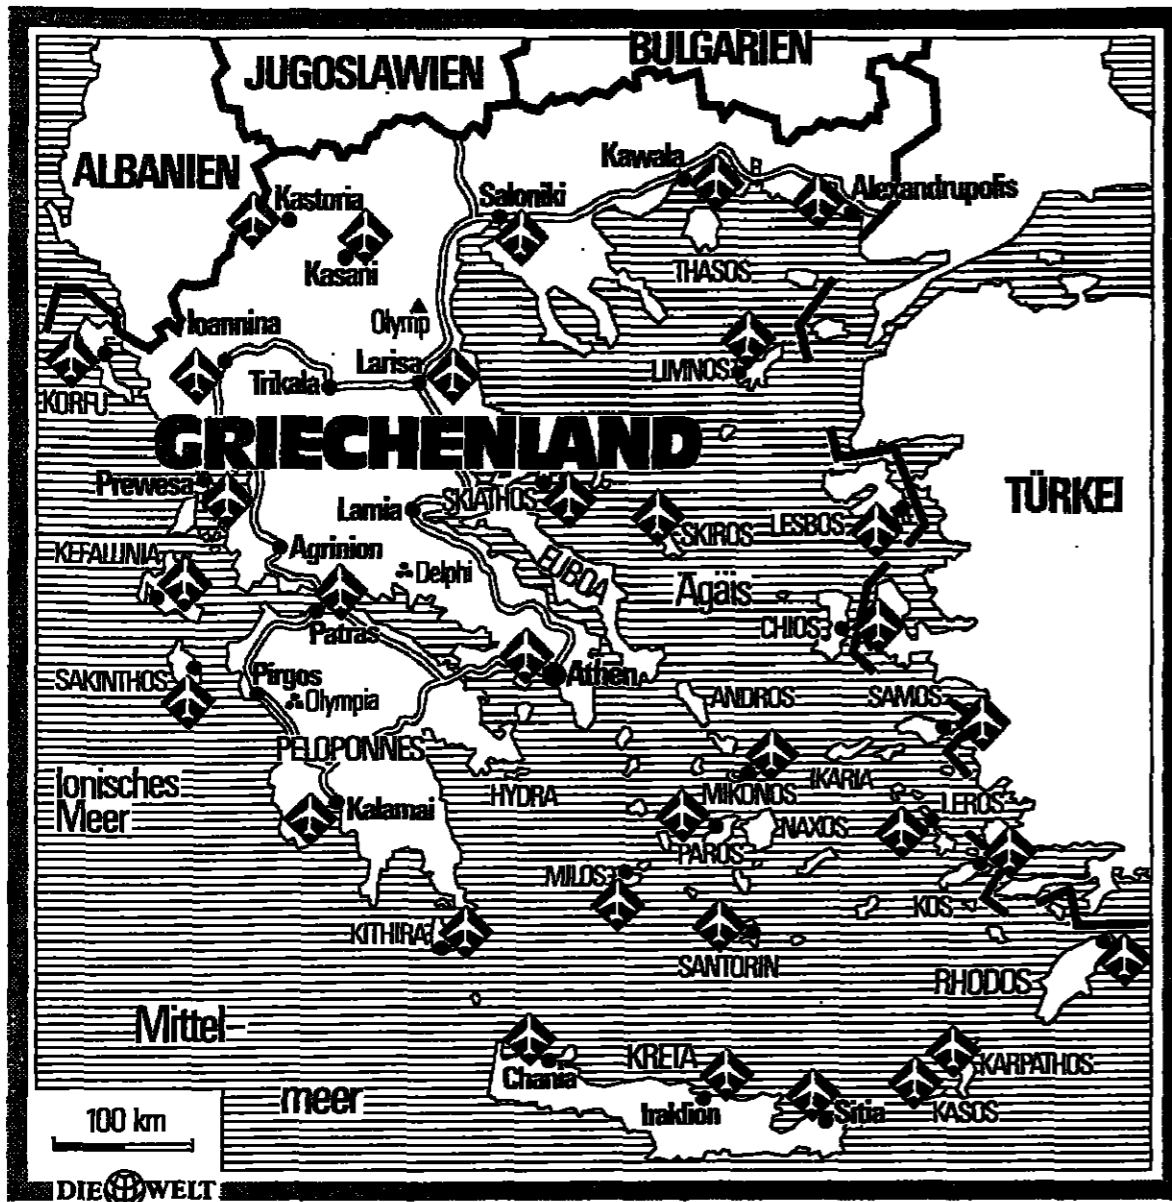 BULGARIEN
JUGOSLAWIEN
ALBANIEN
Kawala
Kastoria
Saloniki
Alexandrupolis
Kasani
THASOS
Olymp
Ioannina
Larisa
LIMNOS
Trikala
KORFU
GRIECHENLAND
TÜRKEI
Prewesa
SKIATHOS
Lamia
SKIROS
LESBOS
KEFALLINIA
Agrinion
Delphi
EUBÖA
Ägäis
CHIOS
Patras
SAKINTHOS
Pirgos
Olympia
Athen
ANDROS
SAMOS
PELOPONNES
Ionisches
Meer
HYDRA
MIKONOS
IKARIA
Kalamai
LEROS
NAXOS
PAROS
MILOS
KOS
KITHIRA
SANTORIN
RHODOS
Mittel-
meer
KRETA
KARPATHOS
Chania
Iraklion
Sitia
KASOS
100 km
DIE WELT